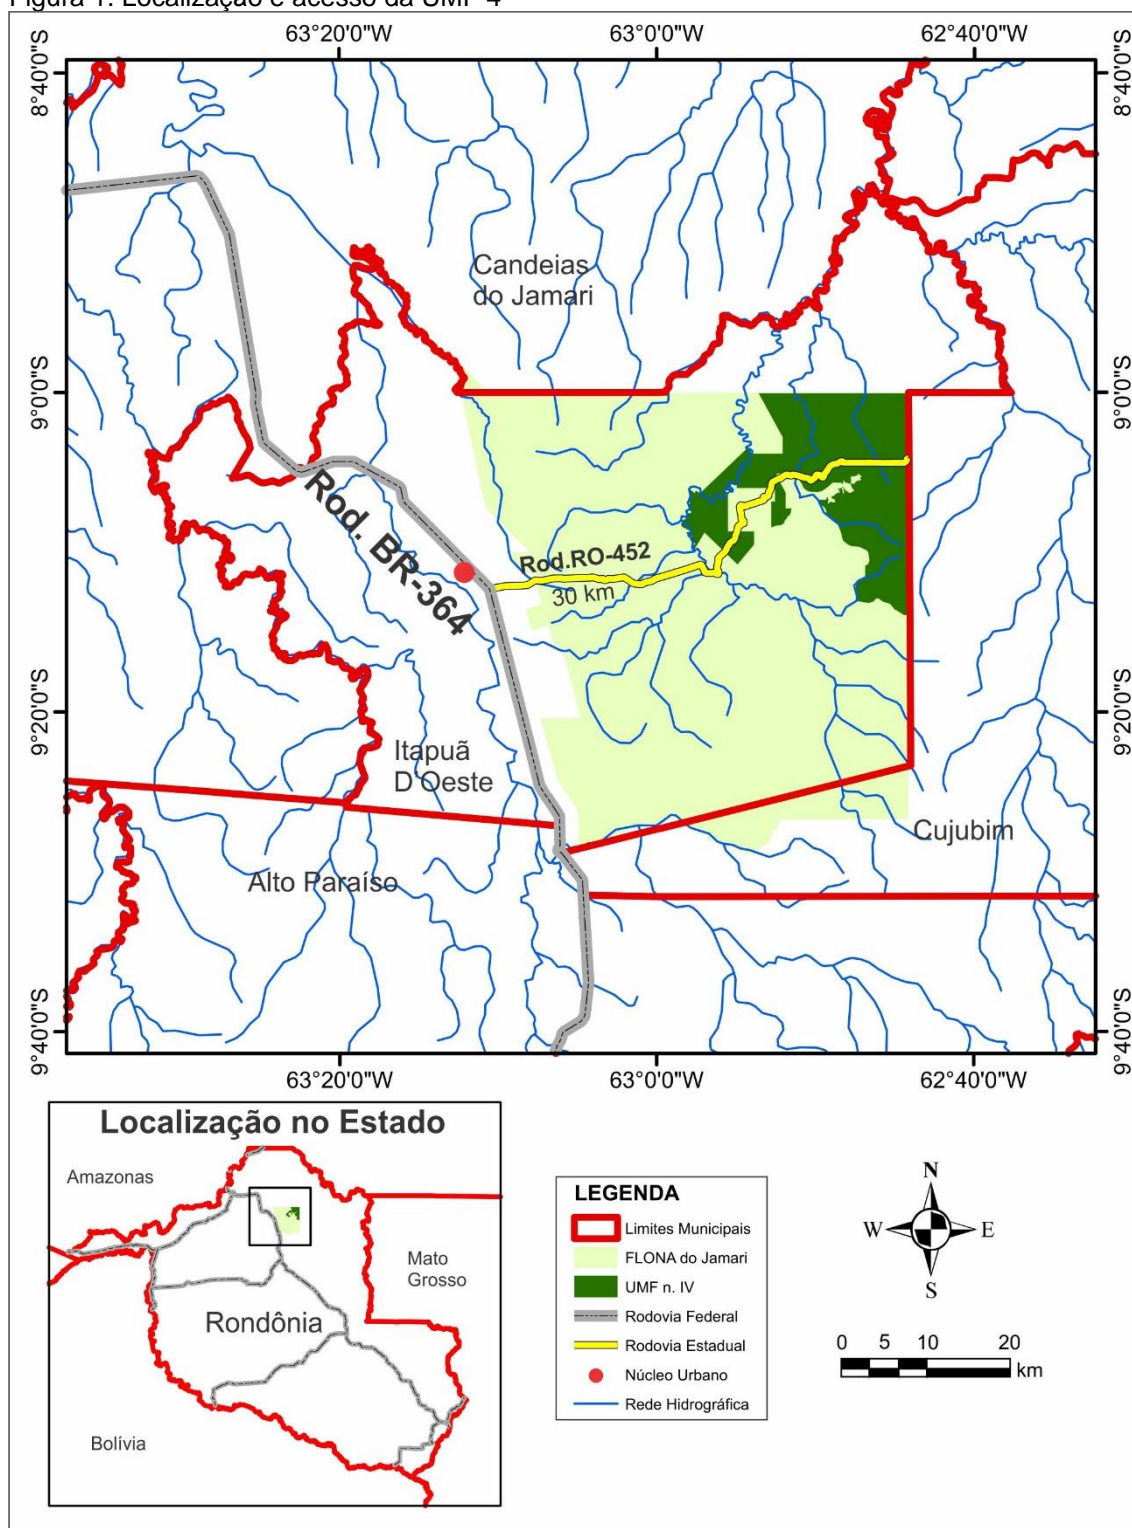 Figura 1. Localização e acesso da UMF 4
63°20'0"W
63°0'0"W
62°40'0"W
8°40'0"S
8°40'0"S
Candeias
do Jamari
9°0'0"S
9°0'0"S
Rod. BR-364
Rod.RO-452
30 km
9°20'0"S
9°20'0"S
Itapuã
D'Oeste
Cujubim
Alto Paraíso
9°40'0"S
9°40'0"S
63°20'0"W
63°0'0"W
62°40'0"W
Localização no Estado
Amazonas
Mato
Grosso
Rondônia
Bolívia
LEGENDA
Limites Municipais
FLONA do Jamari
UMF n. IV
Rodovia Federal
Rodovia Estadual
Núcleo Urbano
Rede Hidrográfica
N
W
E
S
0 5 10 20
km